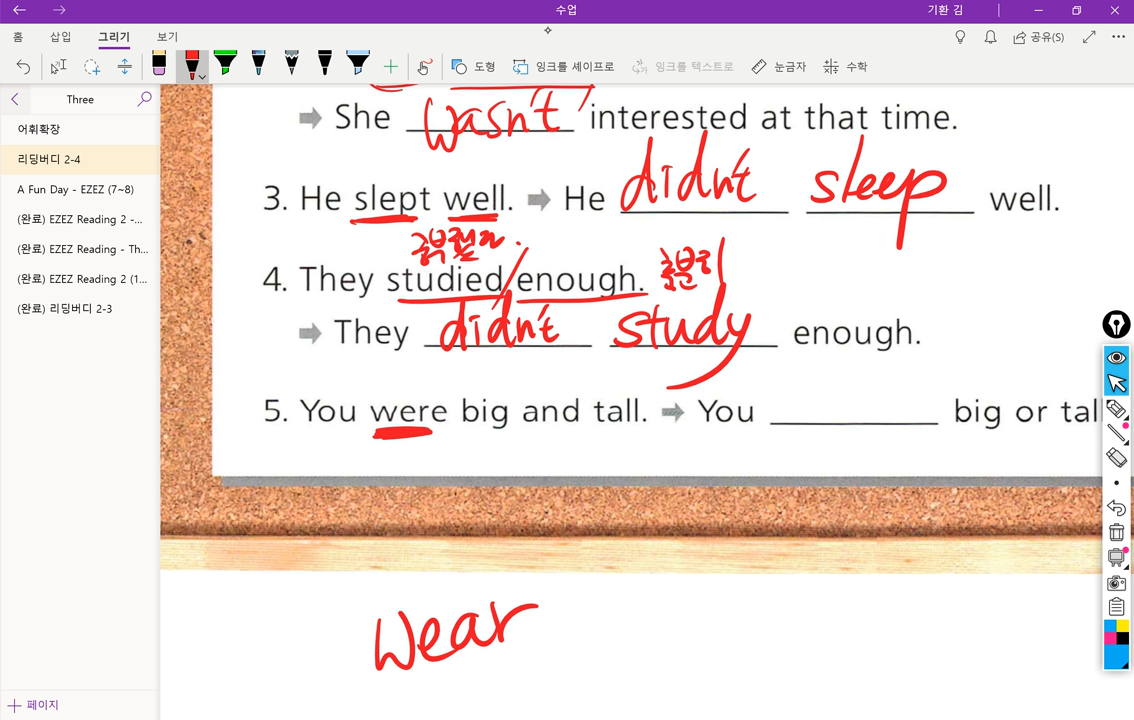 수업
기환 김
홈 삽입 그리기 보기
공유(S)
도형 잉크를 셰이프로 잉크를 텍스트로 눈금자 수학
Three
어휘확장
리딩버디 2-4
A Fun Day - EZEZ (7~8)
(완료) EZEZ Reading 2 -...
(완료) EZEZ Reading - Th...
(완료) EZEZ Reading 2 (1...
(완료) 리딩버디 2-3
페이지
➡ She wasn't interested at that time.
3. He slept well. ➡ He didn't sleep well.
4. They studied / enough. 충분히
➡ They didn't study enough.
5. You were big and tall. ➡ You ________ big or tall
Wear